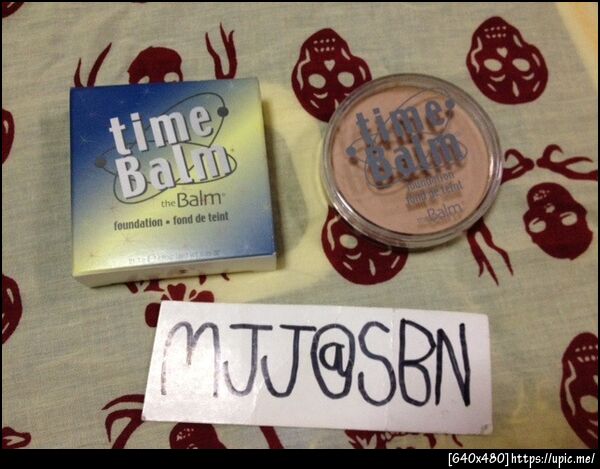 time
Balm
theBalm
foundation • fond de teint
time
Balm
foundation
fond de teint
theBalm
MJJ@SBN
[640x480]https://upic.me/